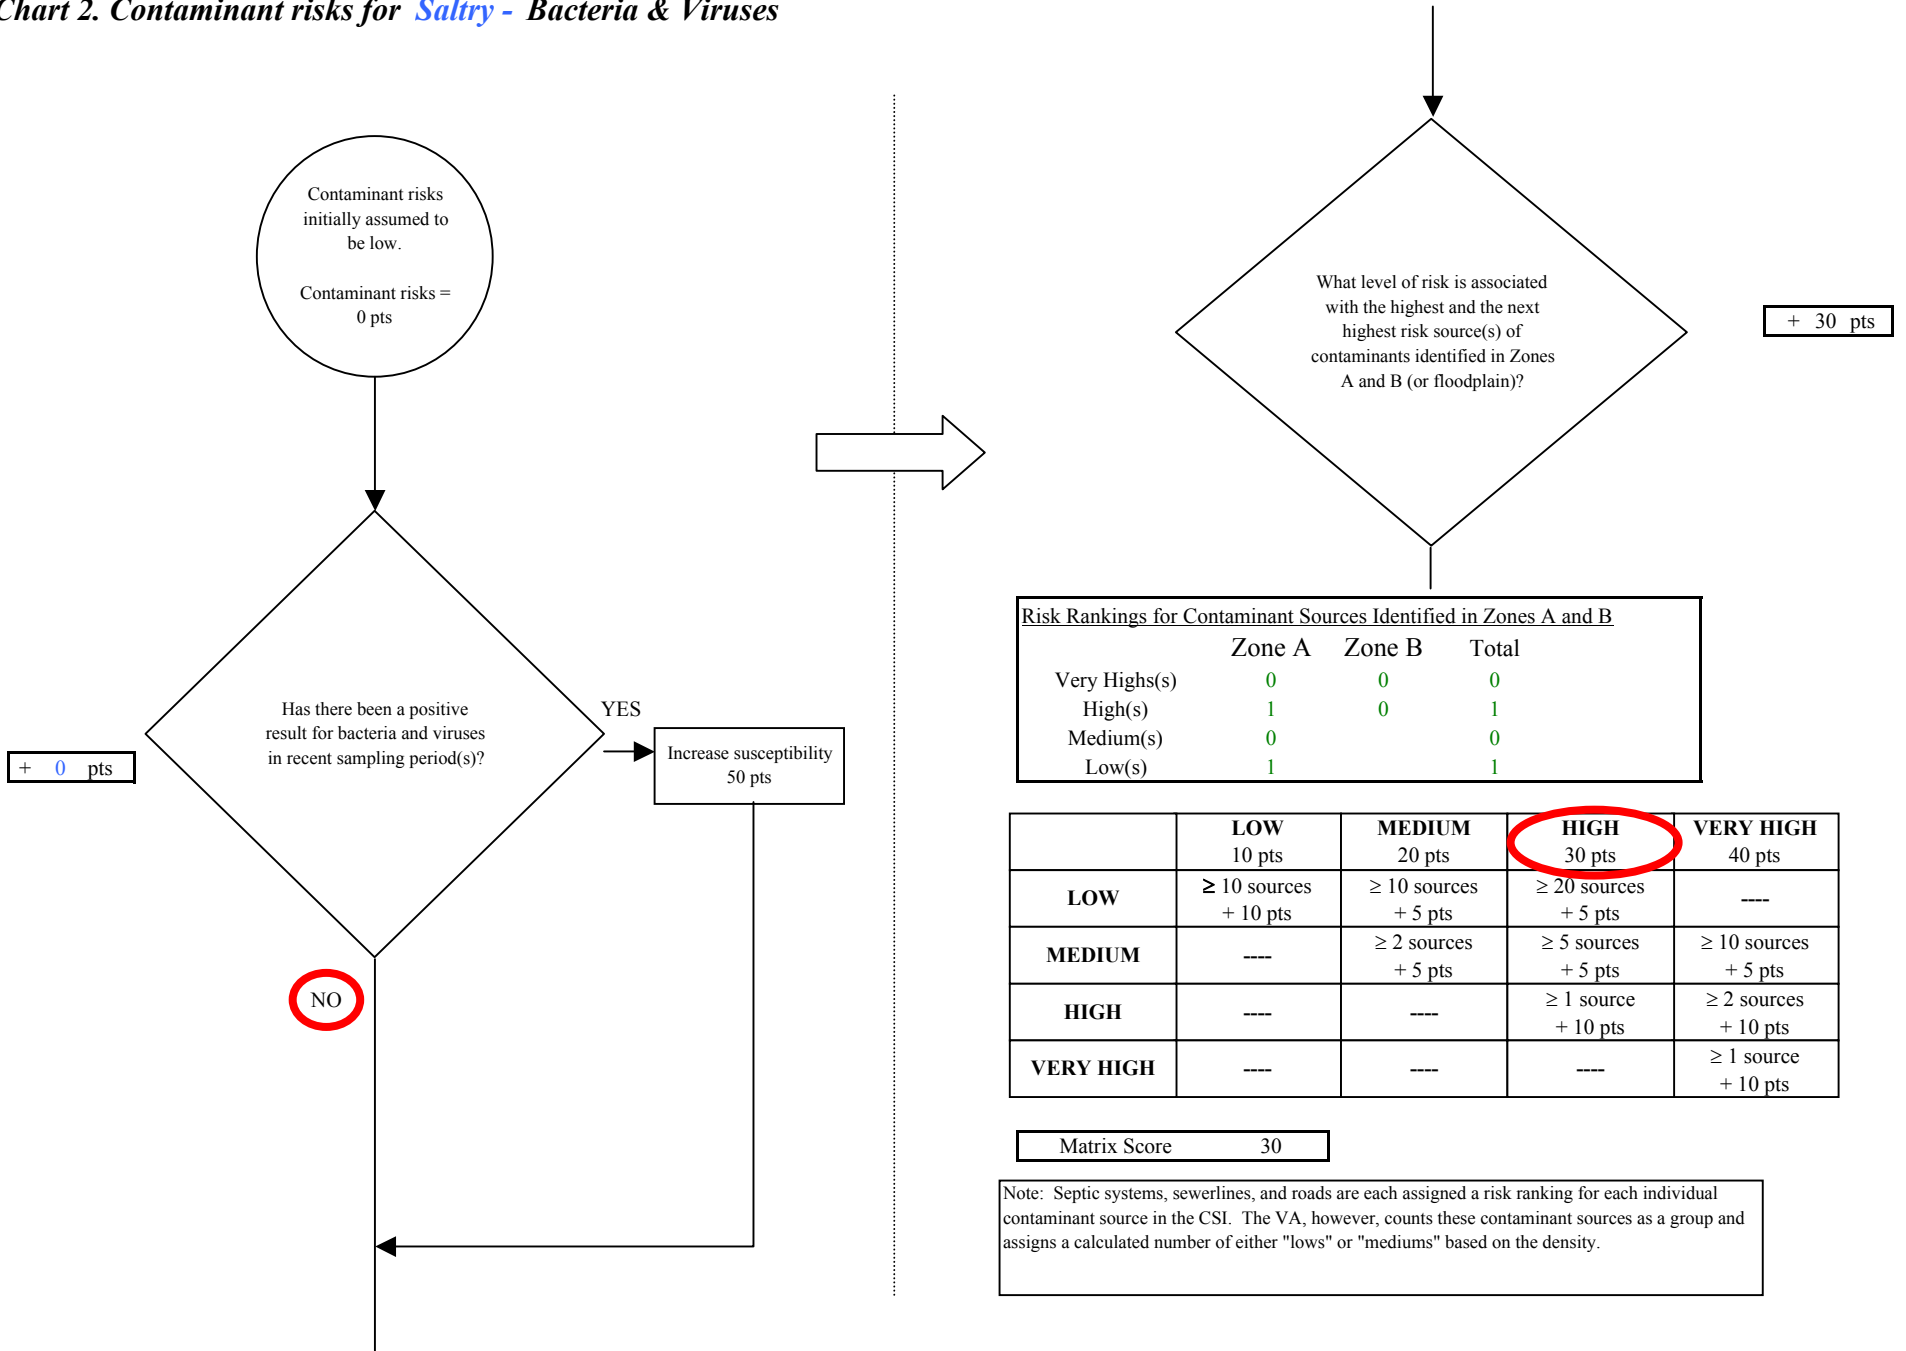 Chart 2. Contaminant risks for Saltry - Bacteria & Viruses
Contaminant risks
initially assumed to
be low.
Contaminant risks =
0 pts
Has there been a positive
result for bacteria and viruses
in recent sampling period(s)?
+ 0 pts
YES
Increase susceptibility
50 pts
NO
What level of risk is associated
with the highest and the next
highest risk source(s) of
contaminants identified in Zones
A and B (or floodplain)?
+ 30 pts
Risk Rankings for Contaminant Sources Identified in Zones A and B
Zone A Zone B Total
Very Highs(s) 0 0 0
High(s) 1 0 1
Medium(s) 0 0
Low(s) 1 1
LOW MEDIUM HIGH VERY HIGH
10 pts 20 pts 30 pts 40 pts
LOW ≥ 10 sources ≥ 10 sources ≥ 20 sources ----
+ 10 pts + 5 pts + 5 pts
MEDIUM ---- ≥ 2 sources ≥ 5 sources ≥ 10 sources
+ 5 pts + 5 pts + 5 pts
HIGH ---- ---- ≥ 1 source ≥ 2 sources
+ 10 pts + 10 pts
VERY HIGH ---- ---- ---- ≥ 1 source
+ 10 pts
Matrix Score 30
Note: Septic systems, sewerlines, and roads are each assigned a risk ranking for each individual
contaminant source in the CSI. The VA, however, counts these contaminant sources as a group and
assigns a calculated number of either "lows" or "mediums" based on the density.